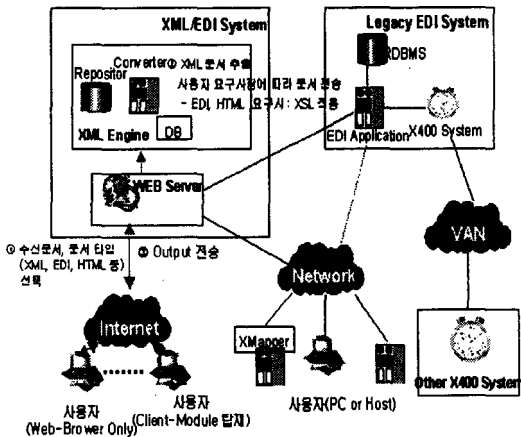 XML/EDI System
Legacy EDI System
Converter② XML 문서 추출
Repositor
사용자 요구사항에 따라 문서 전송
- EDI, HTML 요구시 : XSL 적용
XML Engine
DB
RDBMS
EDI Application
X400 System
WEB Server
① 수신문서, 문서 타입
(XML, EDI, HTML 등)
선택
③ Output 전송
VAN
Network
Internet
XMapper
Other X400 System
사용자
(Web-Brower Only)
사용자
(Client-Module 탑재)
사용자(PC or Host)